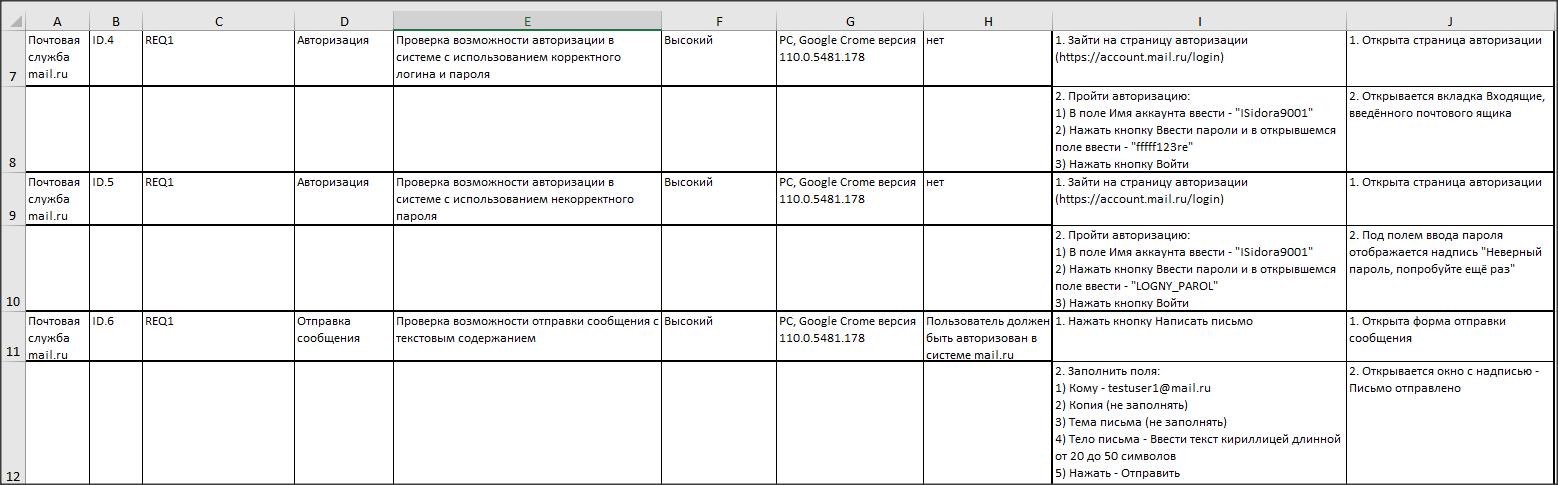 A B C D E F G H I J
7
Почтовая
служба
mail.ru
ID.4
REQ1
Авторизация
Проверка возможности авторизации в
системе с использованием корректного
логина и пароля
Высокий
PC, Google Crome версия
110.0.5481.178
нет
1. Зайти на страницу авторизации
(https://account.mail.ru/login)
1. Открыта страница авторизации
8
2. Пройти авторизацию:
1) В поле Имя аккаунта ввести - "ISidora9001"
2) Нажать кнопку Ввести пароли и в открывшемся
поле ввести - "fffff123re"
3) Нажать кнопку Войти
2. Открывается вкладка Входящие,
введённого почтового ящика
9
Почтовая
служба
mail.ru
ID.5
REQ1
Авторизация
Проверка возможности авторизации в
системе с использованием некорректного
пароля
Высокий
PC, Google Crome версия
110.0.5481.178
нет
1. Зайти на страницу авторизации
(https://account.mail.ru/login)
1. Открыта страница авторизации
10
2. Пройти авторизацию:
1) В поле Имя аккаунта ввести - "ISidora9001"
2) Нажать кнопку Ввести пароли и в открывшемся
поле ввести - "LOGNY_PAROL"
3) Нажать кнопку Войти
2. Под полем ввода пароля
отображается надпись "Неверный
пароль, попробуйте ещё раз"
11
Почтовая
служба
mail.ru
ID.6
REQ1
Отправка
сообщения
Проверка возможности отправки сообщения с
текстовым содержанием
Высокий
PC, Google Crome версия
110.0.5481.178
Пользователь должен
быть авторизован в
системе mail.ru
1. Нажать кнопку Написать письмо
1. Открыта форма отправки
сообщения
12
2. Заполнить поля:
1) Кому - testuser1@mail.ru
2) Копия (не заполнять)
3) Тема письма (не заполнять)
4) Тело письма - Ввести текст кириллицей длинной
от 20 до 50 символов
5) Нажать - Отправить
2. Открывается окно с надписью -
Письмо отправлено